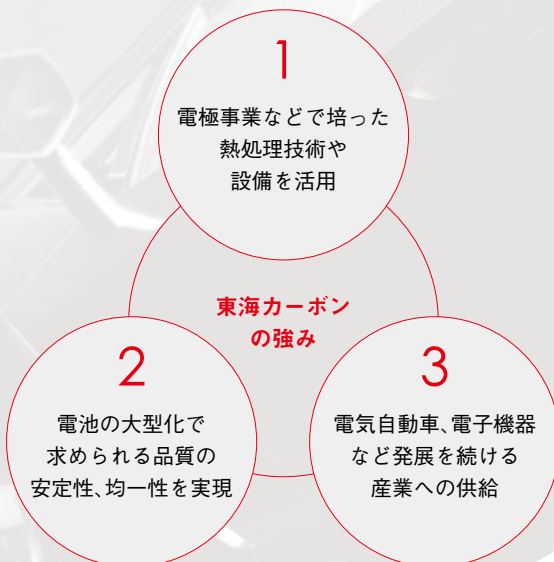 1
電極事業などで培った
熱処理技術や
設備を活用
東海カーボン
の強み
2
電池の大型化で
求められる品質の
安定性、均一性を実現
3
電気自動車、電子機器
など発展を続ける
産業への供給